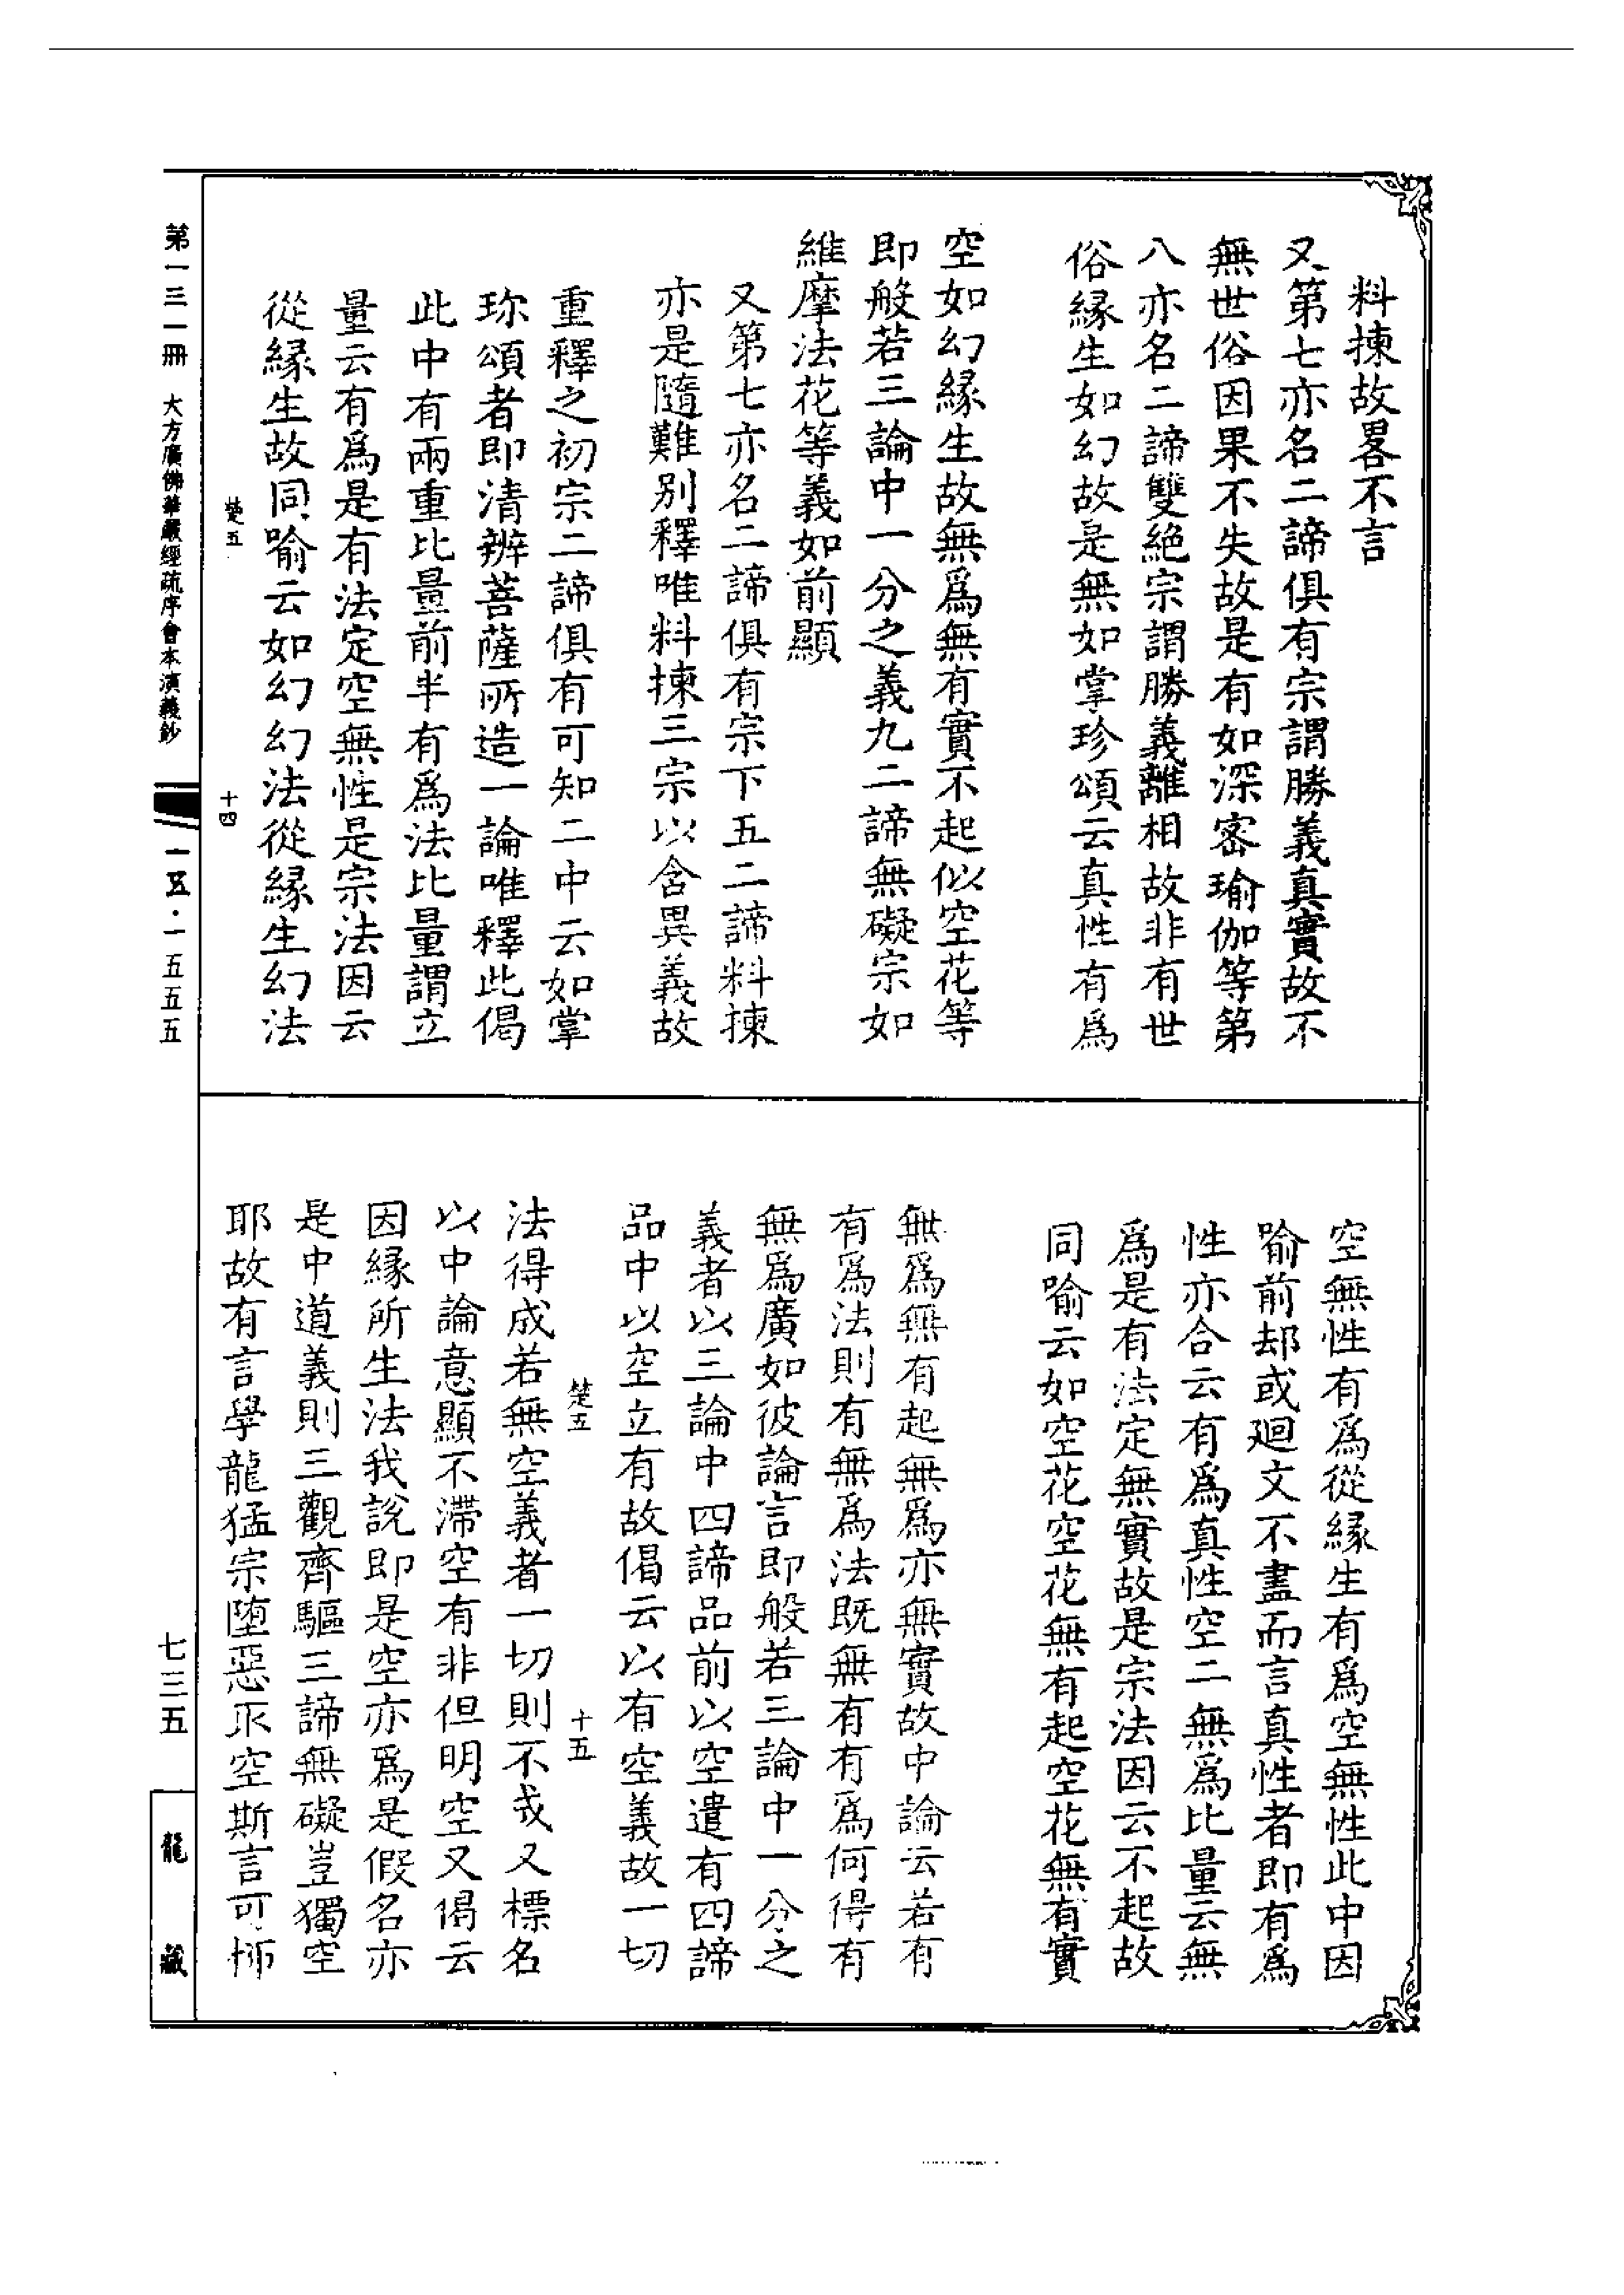 料揀故畧不言
又第七亦名二諦俱有宗謂勝義真實故不
無世俗因果不失故是有如深密瑜伽等第
八亦名二諦雙絕宗謂勝義離相故非有世
俗緣生如幻故是無如掌珍頌云真性有爲
空如幻緣生故無爲無有實不起似空花等
即般若三論中一分之義九二諦無礙宗如
維摩法花等義如前顯
又第七亦名二諦俱有宗下五二諦料揀
亦是隨難別釋唯料揀三宗以含異義故
重釋之初宗二諦俱有可知二中云如掌
珎頌者即清辨菩薩所造一論唯釋此偈
此中有兩重比量前半有爲法比量謂立
量云有爲是有法定空無性是宗法因云
從緣生故同喻云如幻幻法從緣生幻法
楚五
十四
空無性有爲從緣生有爲空無性此中因
喻前却或廻文不盡而言真性者即有爲
性亦合云有爲真性空二無爲比量云無
爲是有法定無實故是宗法因云不起故
同喻云如空花空花無有起空花無有實
無爲無有起無爲亦無實故中論云若有
有爲法則有無爲法既無有有爲何得有
無爲廣如彼論言即般若三論中一分之
義者以三論中四諦品前以空遣有四諦
品中以空立有故偈云以有空義故一切
楚五
十五
法得成若無空義者一切則不成又標名
以中論意顯不滯空有非但明空又偈云
因緣所生法我說即是空亦爲是假名亦
是中道義則三觀齊驅三諦無礙豈獨空
耶故有言學龍猛宗墮惡取空斯言可怖
第一三一冊
大方廣佛華嚴經疏序會本演義鈔
一五五·一五五五
七三五
龍藏